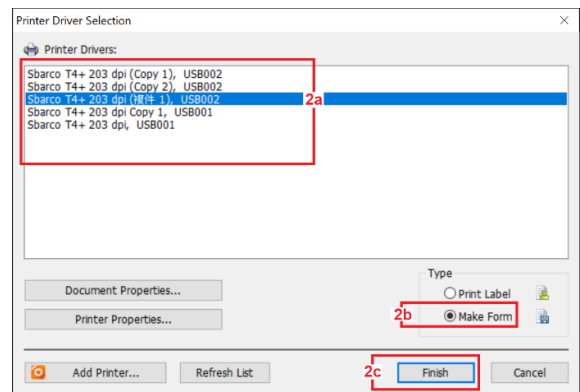 Printer Driver Selection
Printer Drivers:
Sbarco T4+ 203 dpi (Copy 1), USB002
Sbarco T4+ 203 dpi (Copy 2), USB002
Sbarco T4+ 203 dpi (複件 1), USB002
2a
Sbarco T4+ 203 dpi Copy 1, USB001
Sbarco T4+ 203 dpi, USB001
Type
Document Properties...
Print Label
2b
Make Form
Printer Properties...
Add Printer...
Refresh List
2c
Finish
Cancel